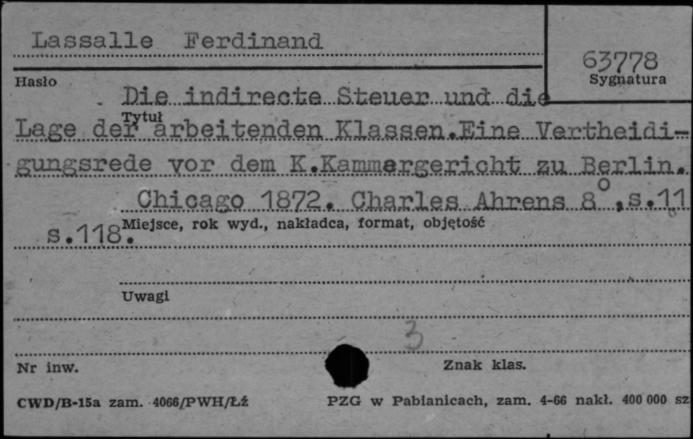 Lassalle Ferdinand
63778
Sygnatura
Hasło
Die indirecte Steuer und die
Tytuł
Lage der arbeitenden Klassen.Eine Vertheidi-
gungsrede vor dem K.Kammergericht zu Berlin.
Chicago 1872. Charles Ahrens 8°,s.11
Miejsce, rok wyd., nakładca, format, objętość
s.118.
Uwagi
3
Nr inw.
Znak klas.
CWD/B-15a zam. 4066/PWH/Łź
PZG w Pabianicach, zam. 4-66 nakł. 400 000 sz